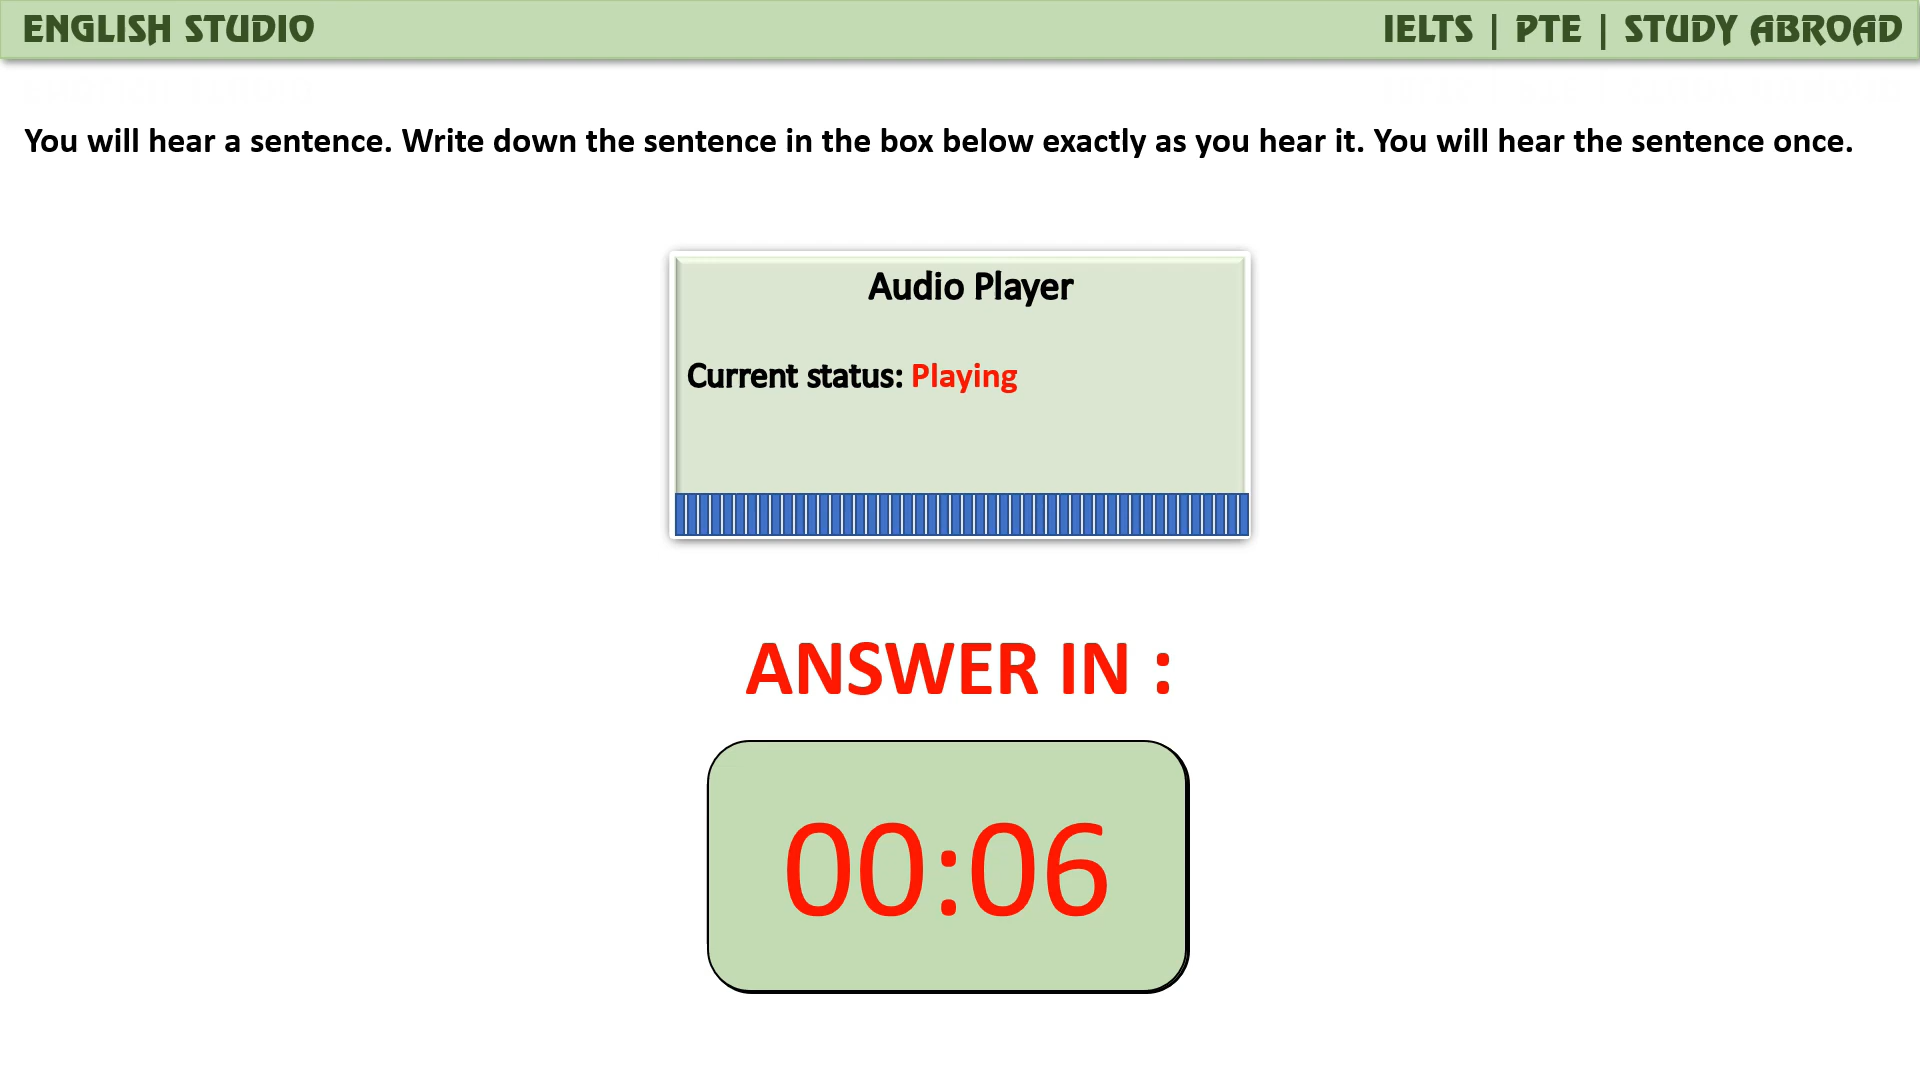 ENGLISH STUDIO
IELTS | PTE | STUDY ABROAD
You will hear a sentence. Write down the sentence in the box below exactly as you hear it. You will hear the sentence once.
Audio Player
Current status: Playing
ANSWER IN :
00:06